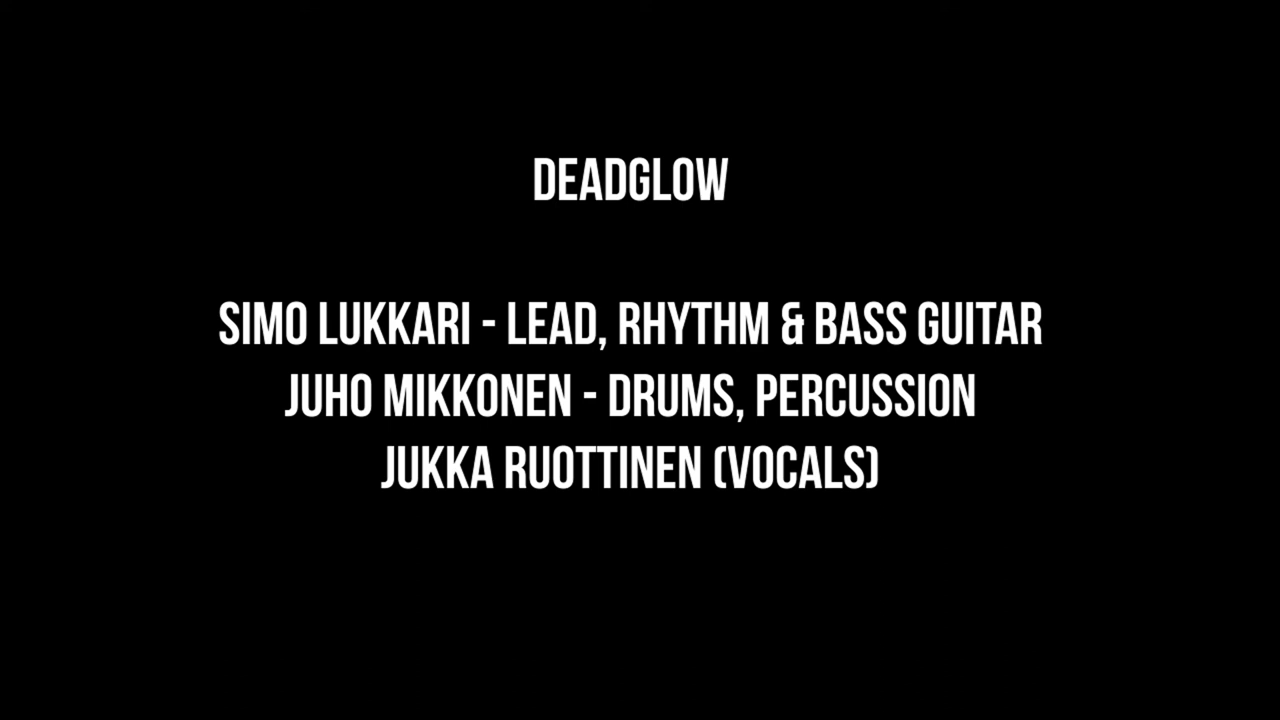 DEADGLOW
SIMO LUKKARI - LEAD, RHYTHM & BASS GUITAR
JUHO MIKKONEN - DRUMS, PERCUSSION
JUKKA RUOTTINEN (VOCALS)